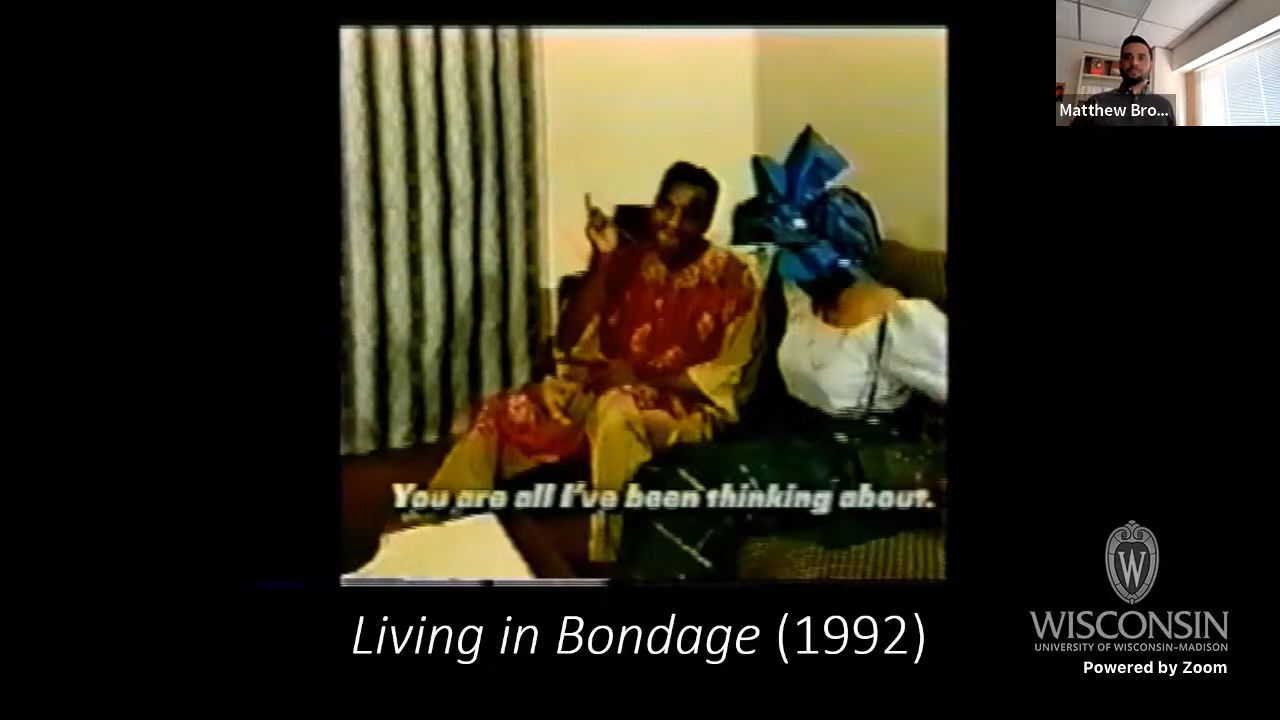 Matthew Bro...
You are all I've been thinking about.
Living in Bondage (1992)
W
WISCONSIN
UNIVERSITY OF WISCONSIN–MADISON
Powered by Zoom